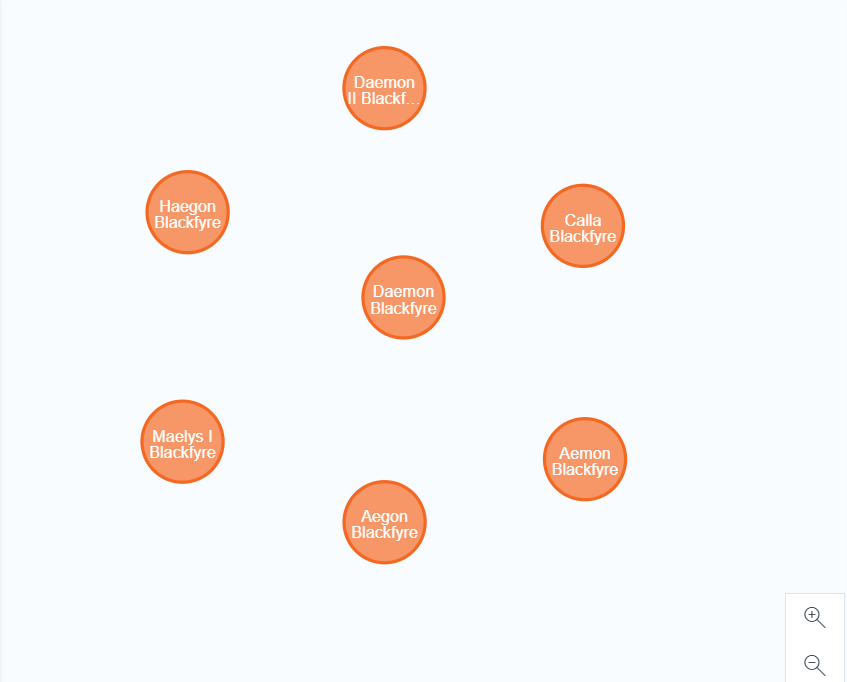 Daemon
II Blackf...
Haegon
Blackfyre
Calla
Blackfyre
Daemon
Blackfyre
Maelys I
Blackfyre
Aemon
Blackfyre
Aegon
Blackfyre